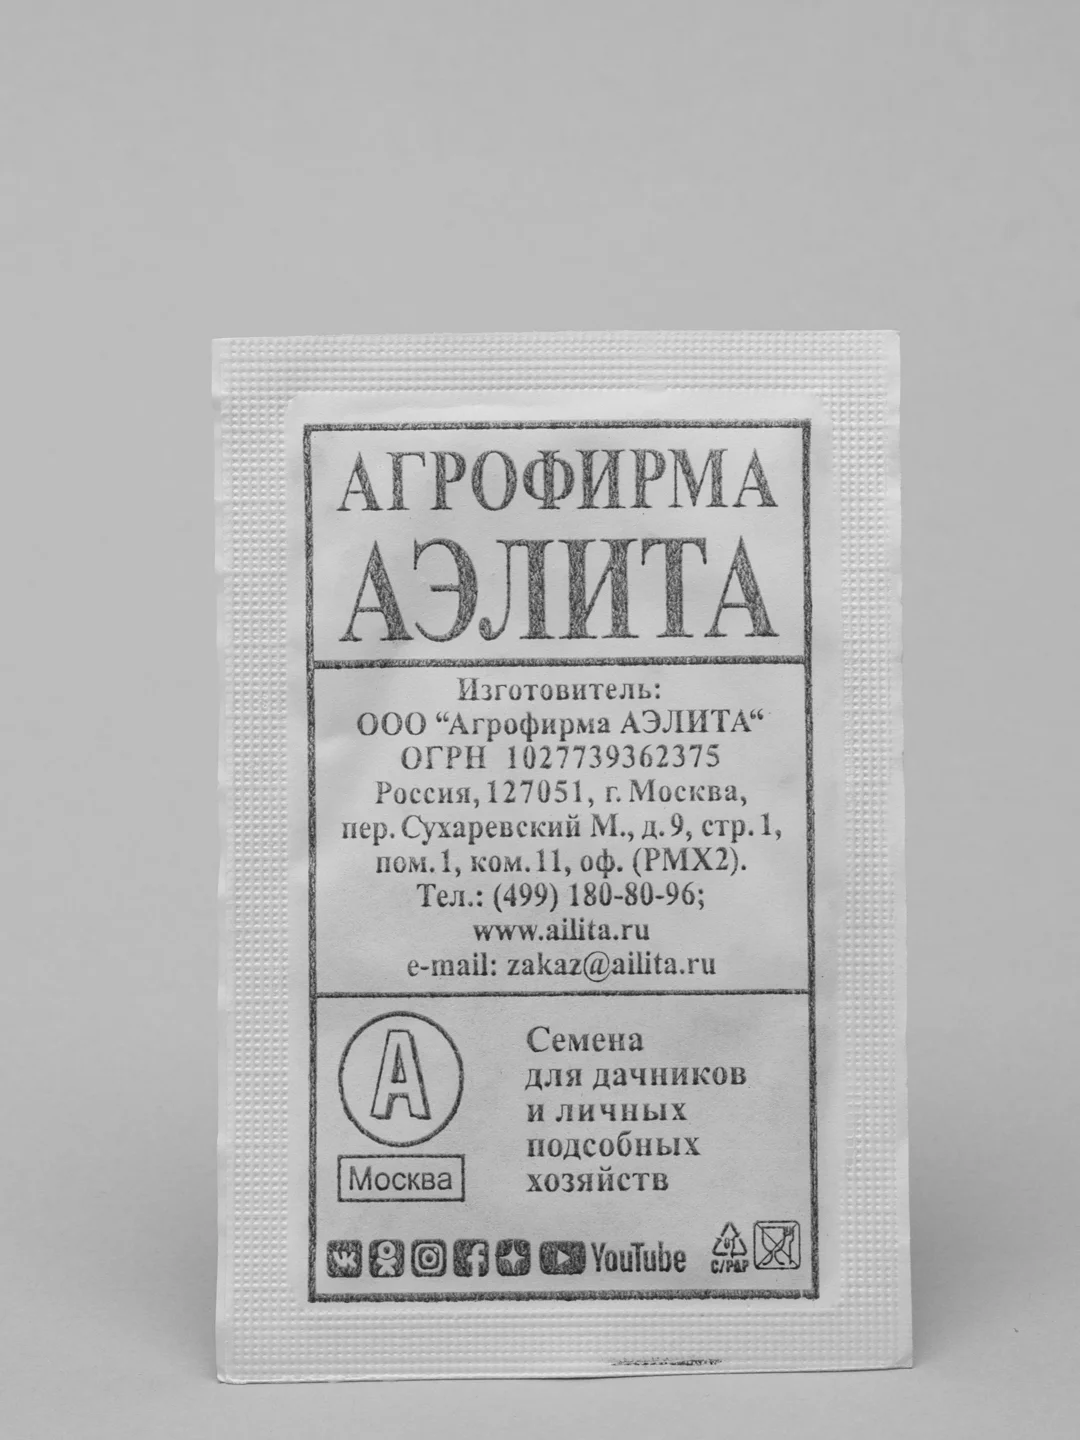 АГРОФИРМА
АЭЛИТА
Изготовитель:
ООО “Агрофирма АЭЛИТА“
ОГРН 1027739362375
Россия, 127051, г. Москва,
пер. Сухаревский М., д. 9, стр. 1,
пом. 1, ком. 11, оф. (РМХ2).
Тел.: (499) 180-80-96;
www.ailita.ru
e-mail: zakaz@ailita.ru
А
Москва
Семена
для дачников
и личных
подсобных
хозяйств
YouTube
C/PAP